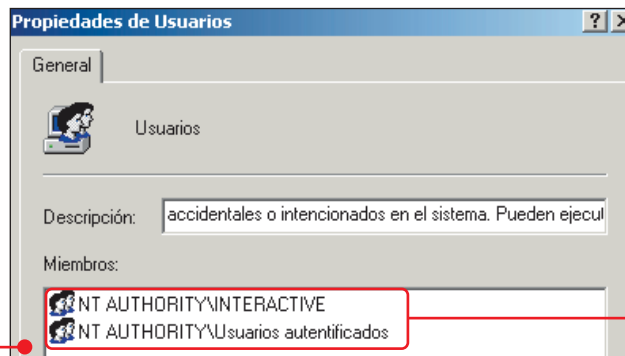 Propiedades de Usuarios
General
Usuarios
Descripción: accidentales o intencionados en el sistema. Pueden ejecut
Miembros:
NT AUTHORITY\INTERACTIVE
NT AUTHORITY\Usuarios autentificados